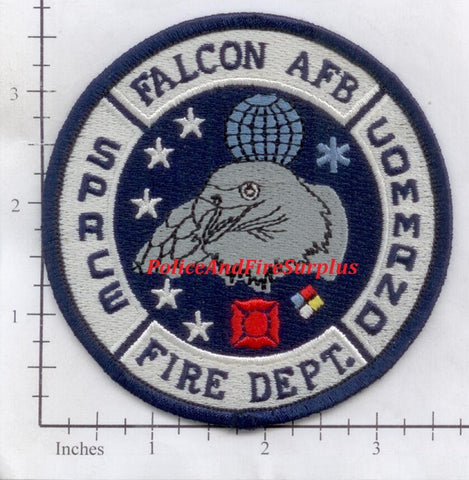 FALCON AFB
SPACE
COMMAND
PoliceAndFireSurplus
FIRE DEPT.
3
2
1
Inches 1 2 3